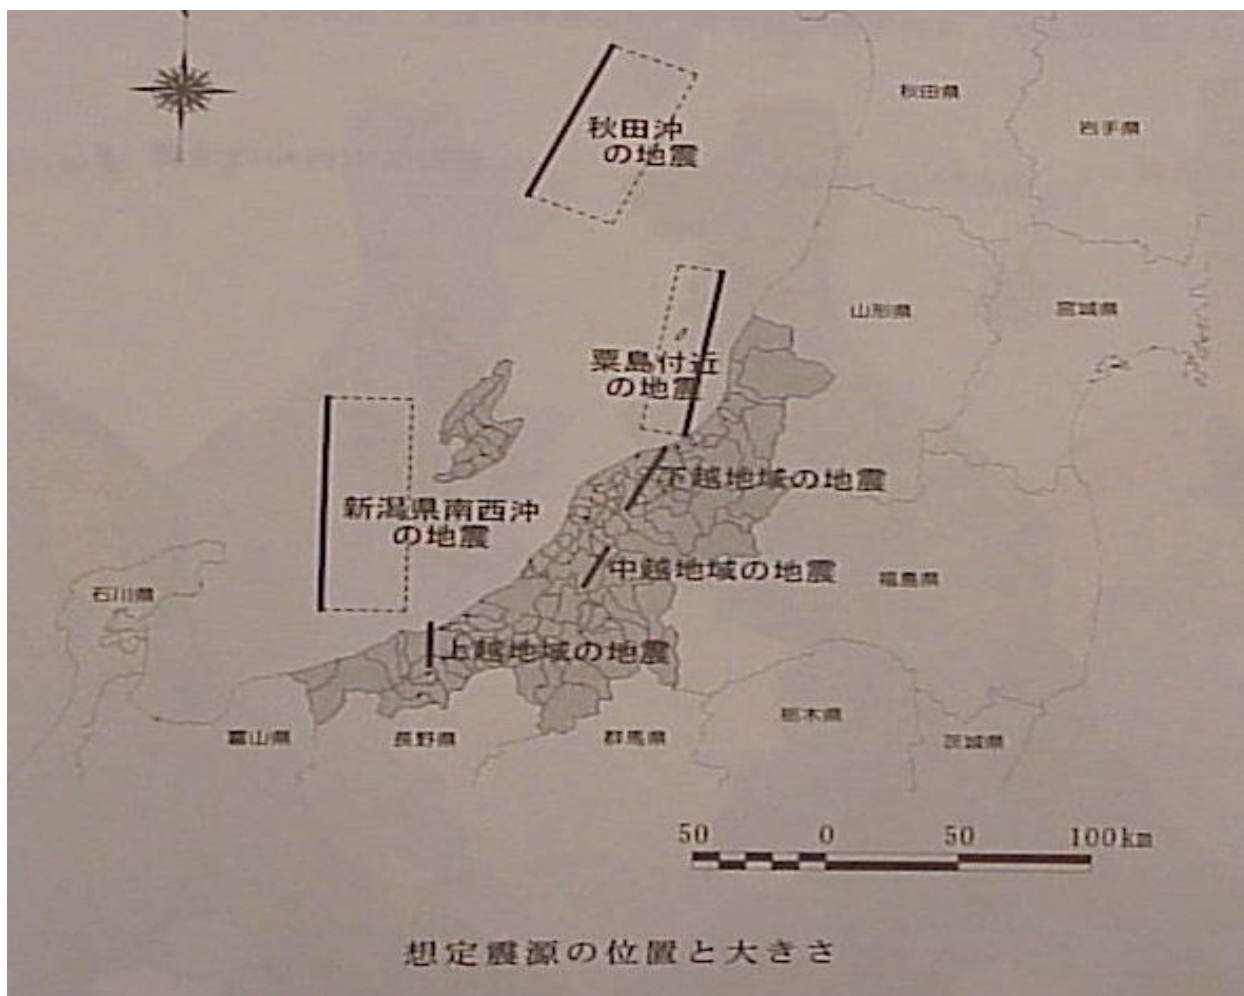 秋田県
岩手県
秋田沖
の地震
山形県
宮城県
粟島付近
の地震
下越地域の地震
新潟県南西沖
の地震
中越地域の地震
福島県
石川県
上越地域の地震
富山県
長野県
群馬県
栃木県
茨城県
50 0 50 100km
想定震源の位置と大きさ